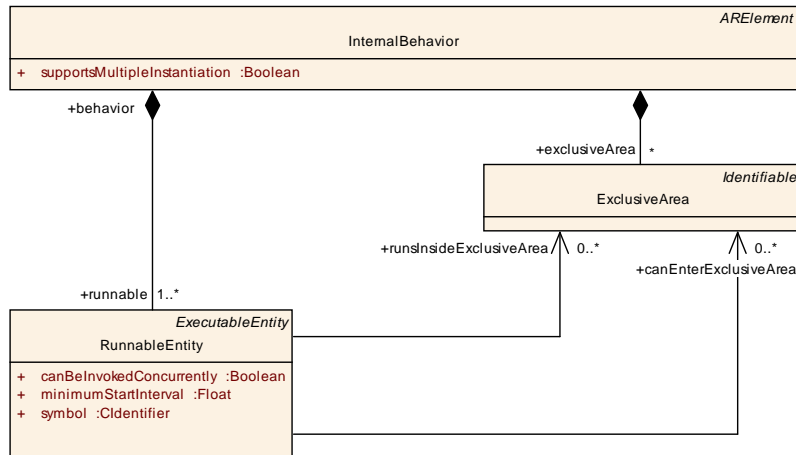 ARElement
InternalBehavior
+ supportsMultipleInstantiation :Boolean
+behavior
+exclusiveArea *
Identifiable
ExclusiveArea
+runsInsideExclusiveArea 0..* 0..*
+canEnterExclusiveArea
+runnable 1..*
ExecutableEntity
RunnableEntity
+ canBeInvokedConcurrently :Boolean
+ minimumStartInterval :Float
+ symbol :CIdentifier